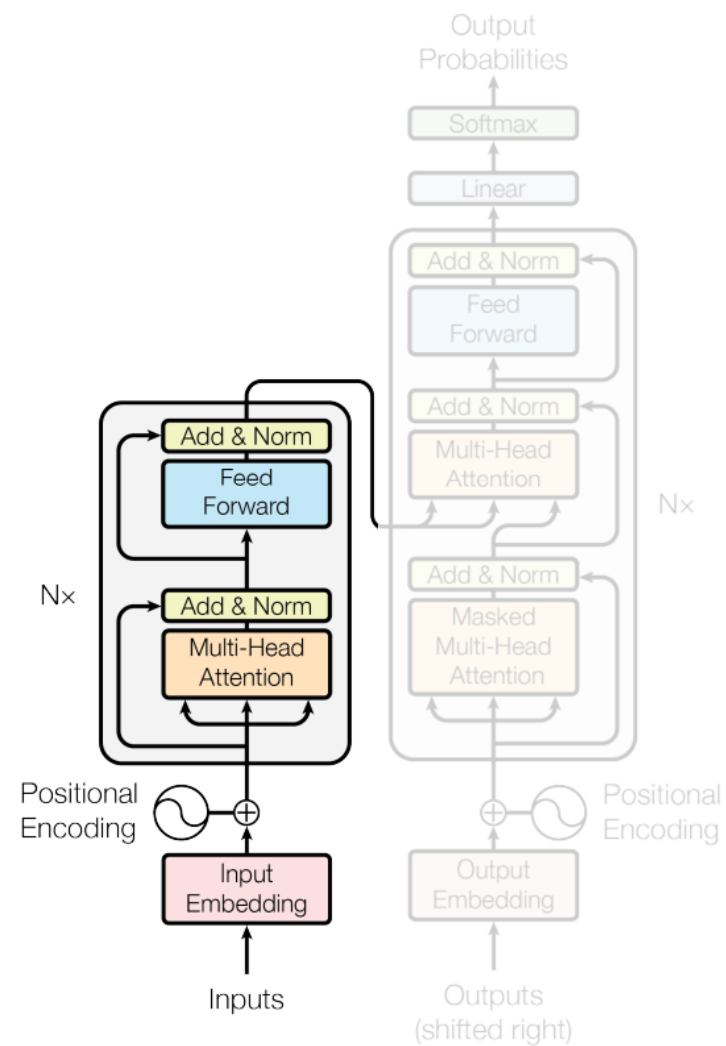 Output
Probabilities
Softmax
Linear
Add & Norm
Feed
Forward
Add & Norm
Multi-Head
Attention
Nx
Add & Norm
Masked
Multi-Head
Attention
Positional
Encoding
Output
Embedding
Outputs
(shifted right)
Add & Norm
Feed
Forward
Nx
Add & Norm
Multi-Head
Attention
Positional
Encoding
Input
Embedding
Inputs